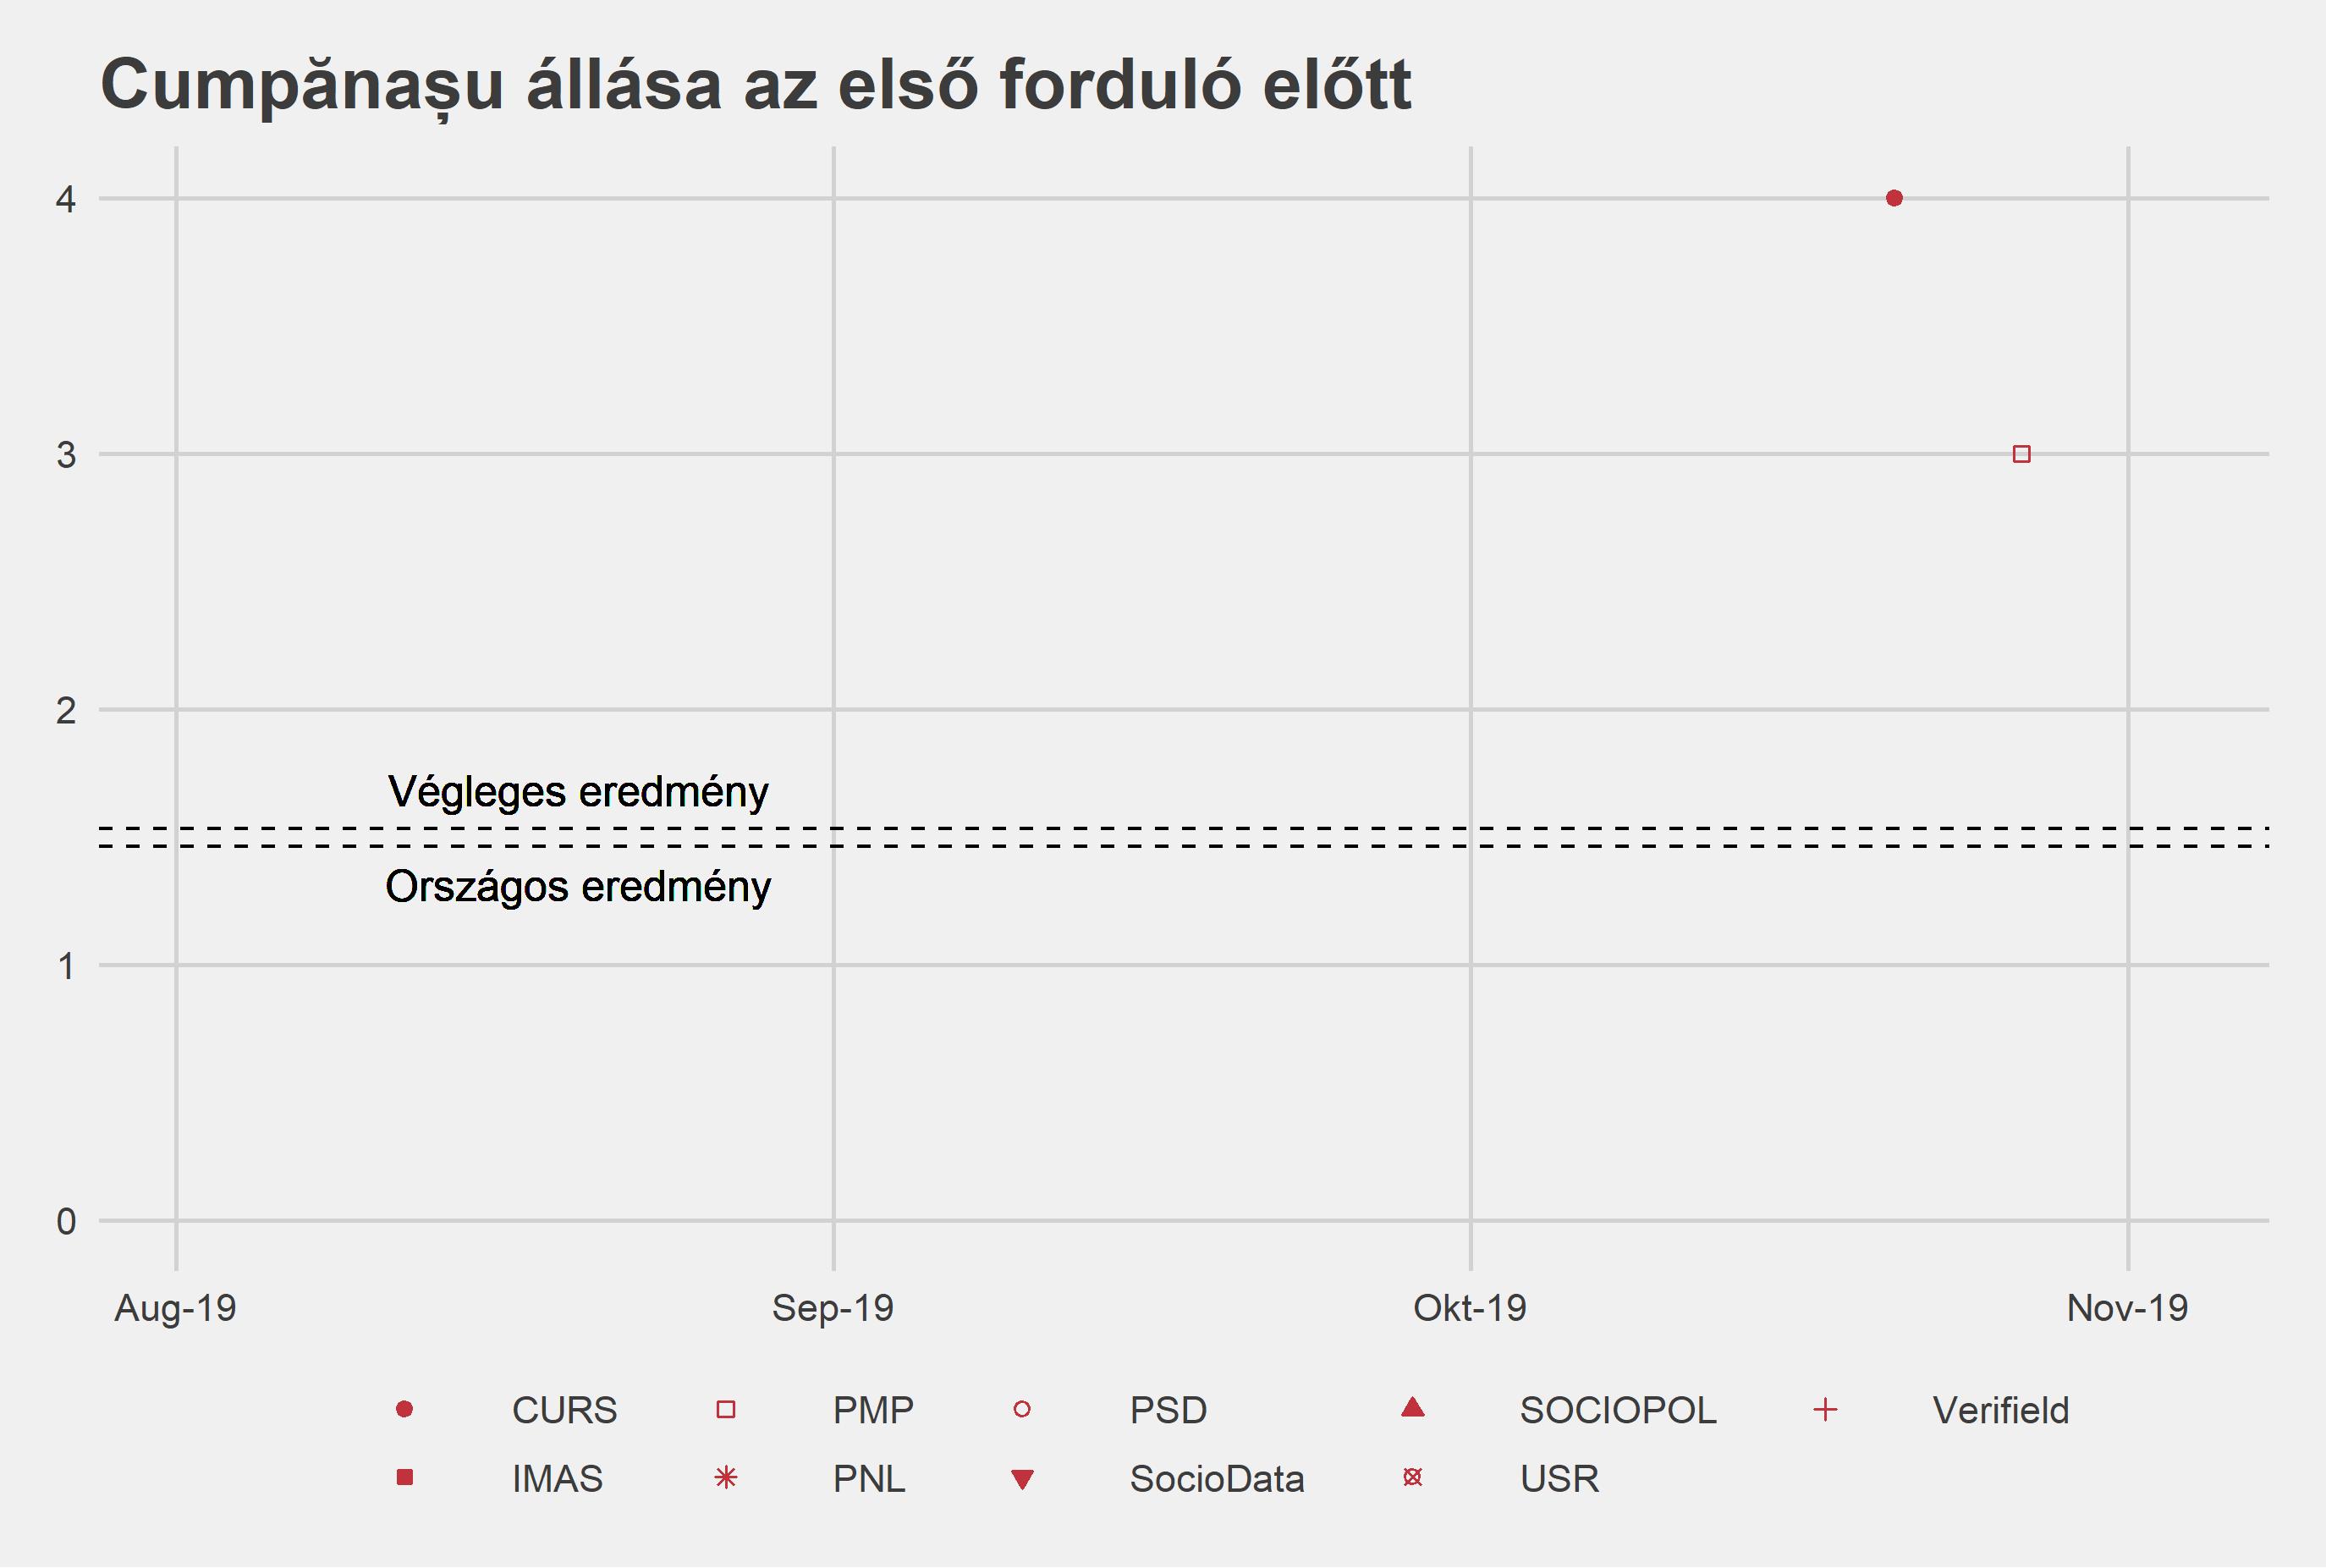 Cumpănașu állása az első forduló előtt
4
3
2
Végleges eredmény
Országos eredmény
1
0
Aug-19 Sep-19 Okt-19 Nov-19
CURS PMP PSD SOCIOPOL Verifield
IMAS PNL SocioData USR